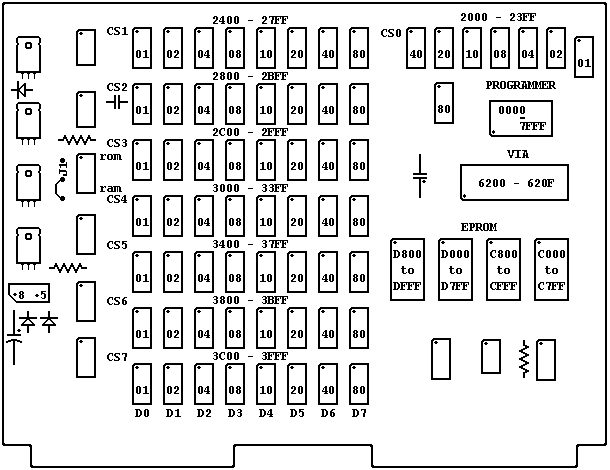 2400 - 27FF
2000 - 23FF
CS1
CS0
01 02 04 08 10 20 40 80
40 20 10 08 04 02 01
2800 - 2BFF
CS2
01 02 04 08 10 20 40 80
80
PROGRAMMER
0000
-
7FFF
2C00 - 2FFF
CS3
01 02 04 08 10 20 40 80
rom
J1
ram
VIA
6200 - 620F
3000 - 33FF
CS4
01 02 04 08 10 20 40 80
3400 - 37FF
CS5
01 02 04 08 10 20 40 80
EPROM
D800 to DFFF
D000 to D7FF
C800 to CFFF
C000 to C7FF
8 5
3800 - 3BFF
CS6
01 02 04 08 10 20 40 80
3C00 - 3FFF
CS7
01 02 04 08 10 20 40 80
D0 D1 D2 D3 D4 D5 D6 D7